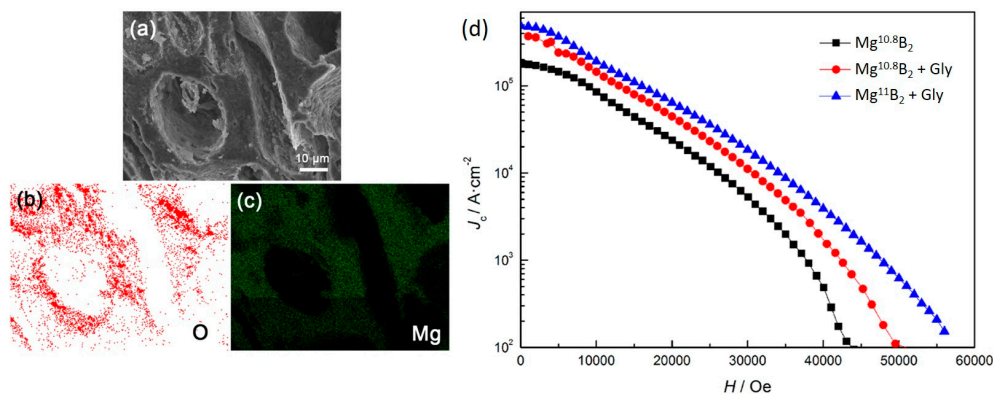 (a)
10 μm
(b)
O
(c)
Mg
(d)
Mg¹⁰·⁸B₂
Mg¹⁰·⁸B₂ + Gly
Mg¹¹B₂ + Gly
10⁵
10⁴
10³
10²
J꜀ / A·cm⁻²
0 10000 20000 30000 40000 50000 60000
H / Oe